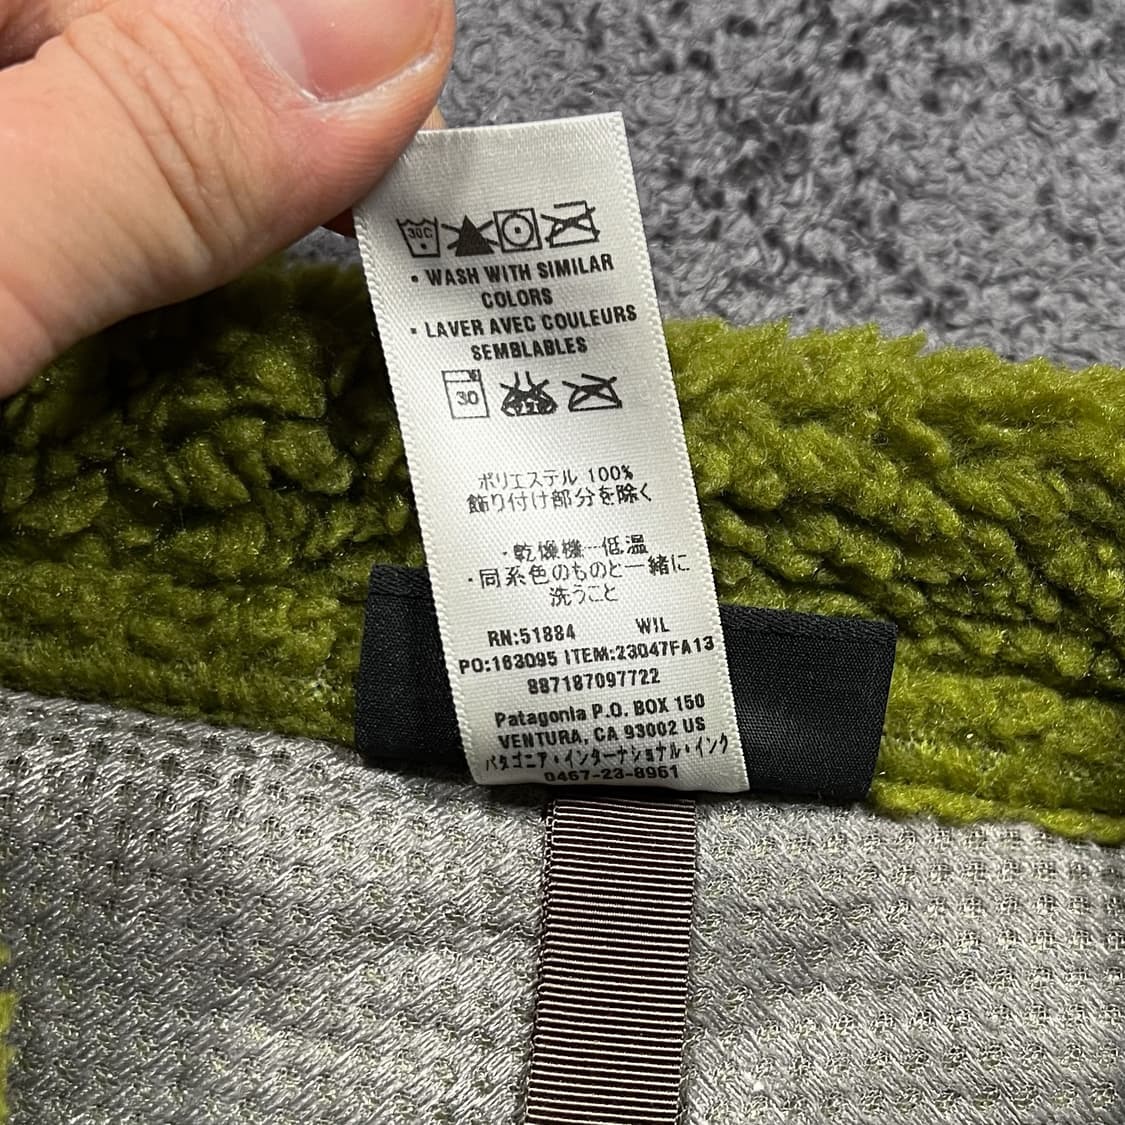 30C
• WASH WITH SIMILAR
COLORS
• LAVER AVEC COULEURS
SEMBLABLES
30
ポリエステル 100%
飾り付け部分を除く
・乾燥機…低温
・同系色のものと一緒に
洗うこと
RN:51884 WIL
PO:163095 ITEM:23047FA13
887187097722
Patagonia P.O. BOX 150
VENTURA, CA 93002 US
パタゴニア・インターナショナル・インク
0467-23-8961